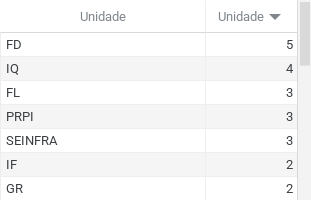 Unidade Unidade
FD 5
IQ 4
FL 3
PRPI 3
SEINFRA 3
IF 2
GR 2